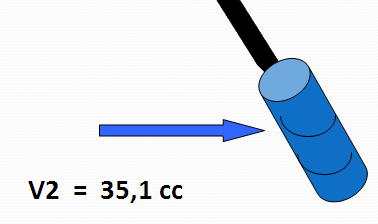 V2 = 35,1 cc